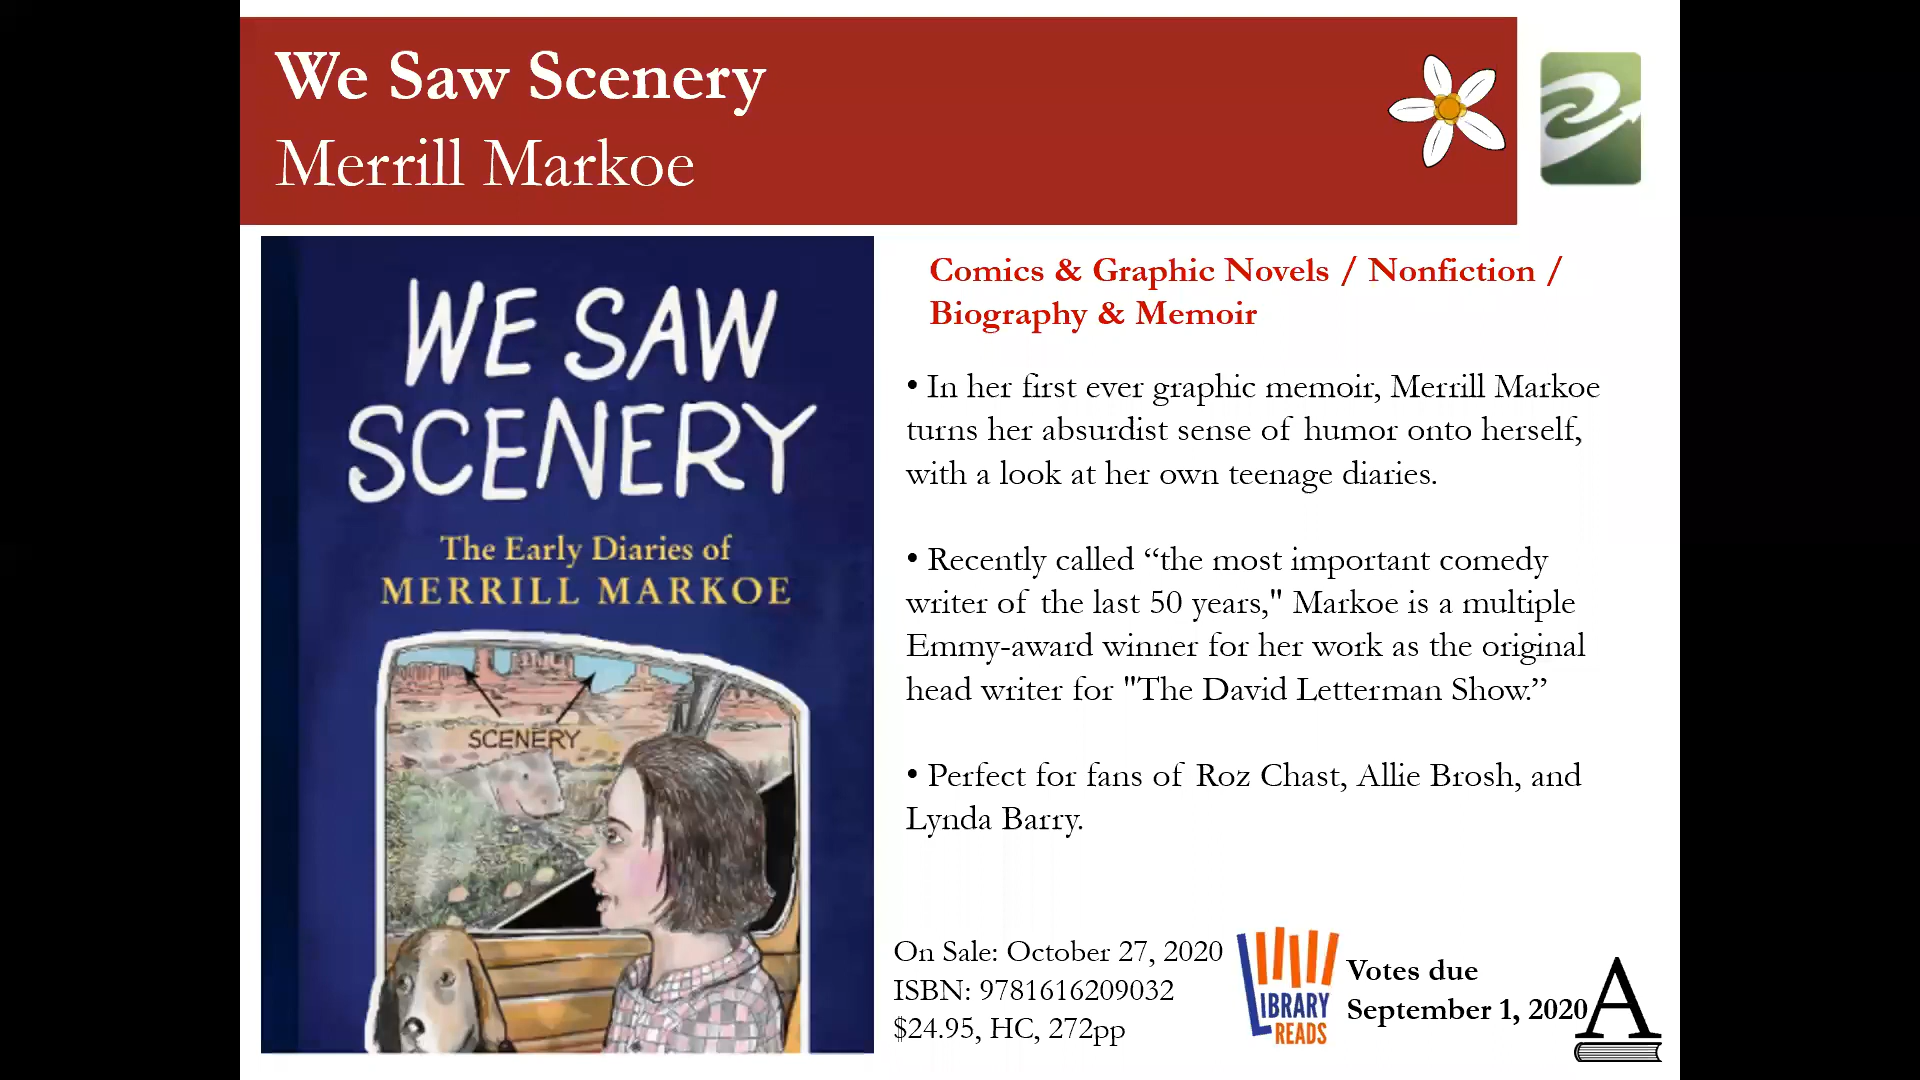 We Saw Scenery
Merrill Markoe
WE SAW
SCENERY
The Early Diaries of
MERRILL MARKOE
SCENERY
Comics & Graphic Novels / Nonfiction /
Biography & Memoir
• In her first ever graphic memoir, Merrill Markoe
turns her absurdist sense of humor onto herself,
with a look at her own teenage diaries.
• Recently called “the most important comedy
writer of the last 50 years," Markoe is a multiple
Emmy-award winner for her work as the original
head writer for "The David Letterman Show.”
• Perfect for fans of Roz Chast, Allie Brosh, and
Lynda Barry.
On Sale: October 27, 2020
ISBN: 9781616209032
$24.95, HC, 272pp
LIBRARY
READS
Votes due
September 1, 2020
A